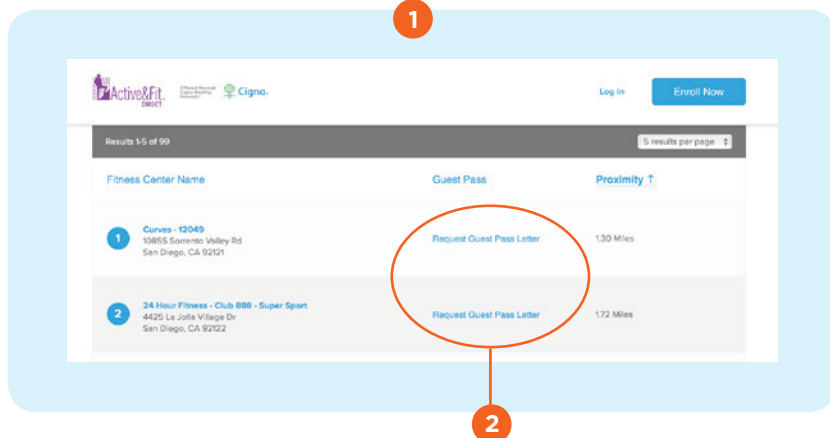 1
Active&Fit.
DIRECT
Cigna.
Log In
Enroll Now
Results 1-5 of 99
5 results per page
Fitness Center Name
Guest Pass
Proximity ↑
1
Curves - 12049
10855 Sorrento Valley Rd
San Diego, CA 92121
Request Guest Pass Letter
1.30 Miles
2
24 Hour Fitness - Club 888 - Super Sport
4425 La Jolla Village Dr
San Diego, CA 92122
Request Guest Pass Letter
1.72 Miles
2